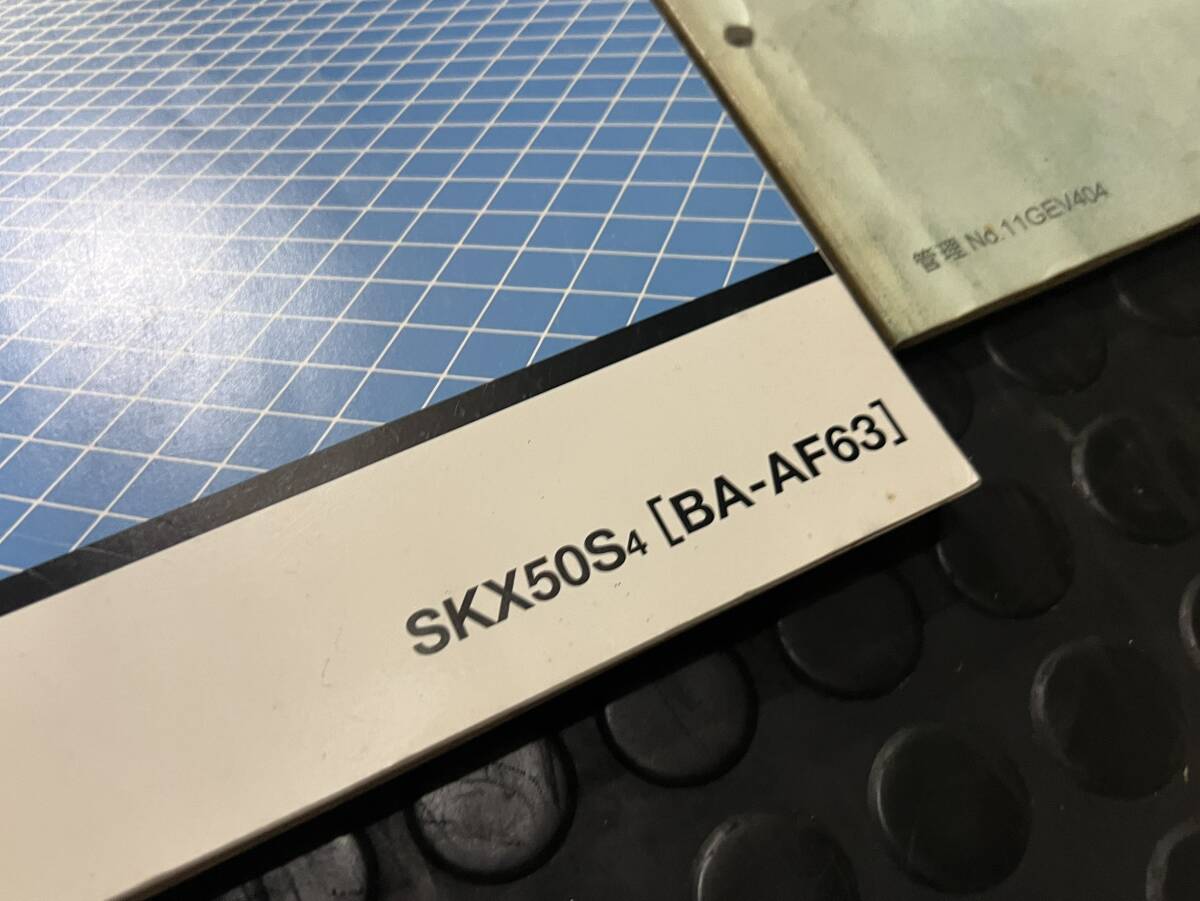 管理 No.11GEV404
SKX50S4 [BA-AF63]